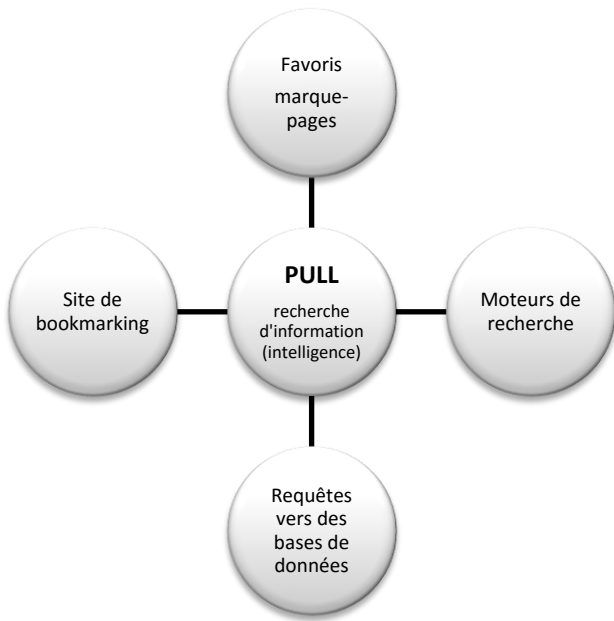 Favoris
marque-
pages
Site de
bookmarking
PULL
recherche
d'information
(intelligence)
Moteurs de
recherche
Requêtes
vers des
bases de
données